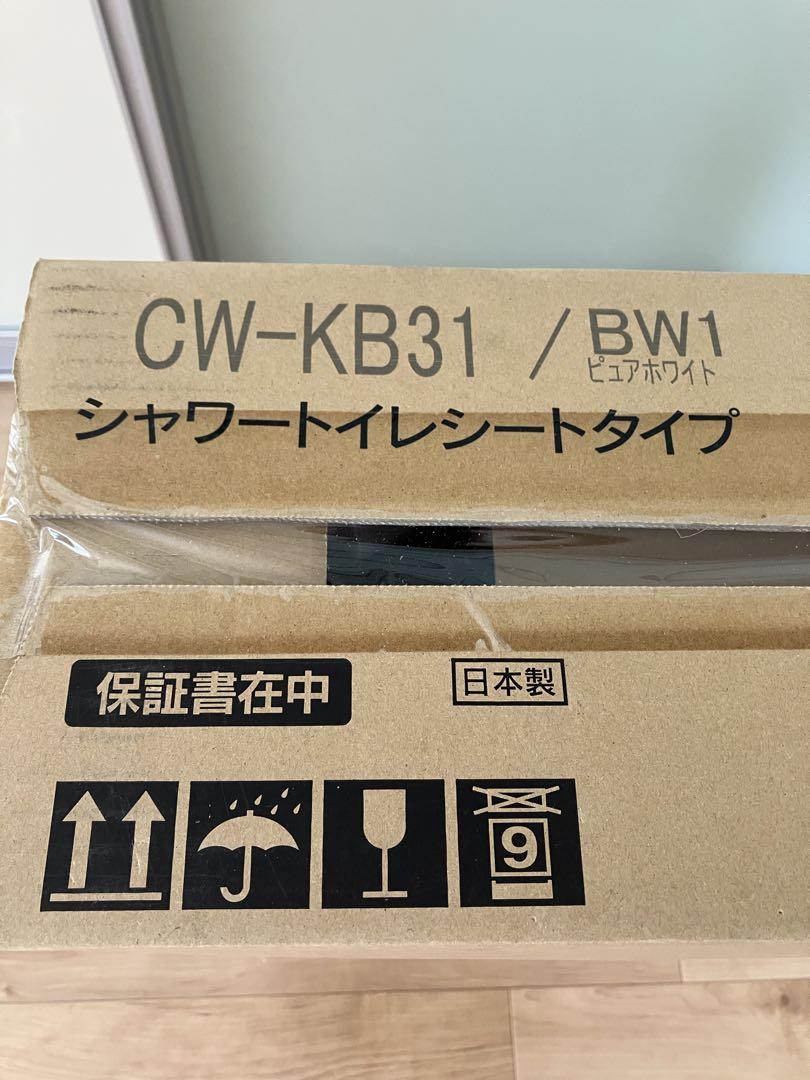 CW-KB31 / BW1
ピュアホワイト
シャワートイレシートタイプ
保証書在中
日本製
9